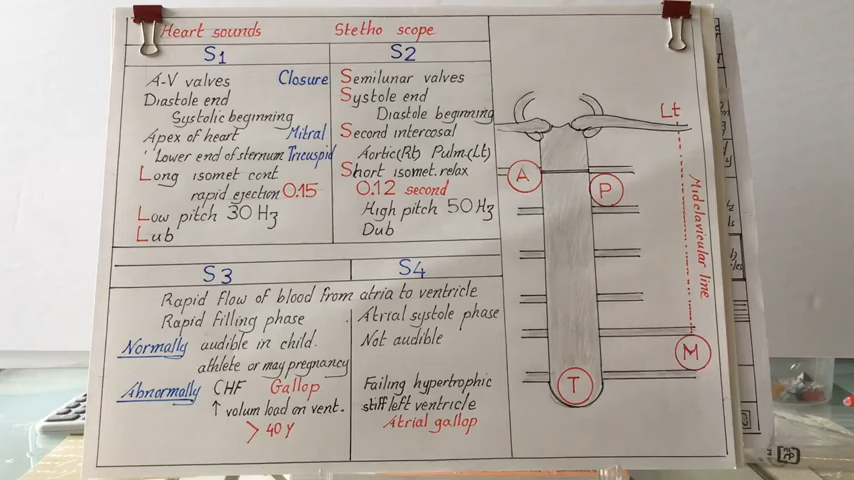 Heart sounds Stetho scope
S1
A-V valves Closure
Diastole end
Systolic beginning
Apex of heart Mitral
Lower end of sternum Tricuspid
Long isomet cont
rapid ejection 0.15
Low pitch 30 Hz
Lub
S2
Semilunar valves
Systole end
Diastole beginning
Second intercosal
Aortic(Rt) Pulm(Lt)
Short isomet. relax
0.12 second
High pitch 50 Hz
Dub
S3 S4
Rapid flow of blood from atria to ventricle
Rapid filling phase
Normally audible in child.
athlete or may pregnancy
Abnormally CHF Gallop
↑ volum load on vent.
> 40 y
Atrial systole phase
Not audible
Failing hypertrophic
stiff left ventricle
Atrial gallop
Lt
A
P
Midclavicular line
M
T